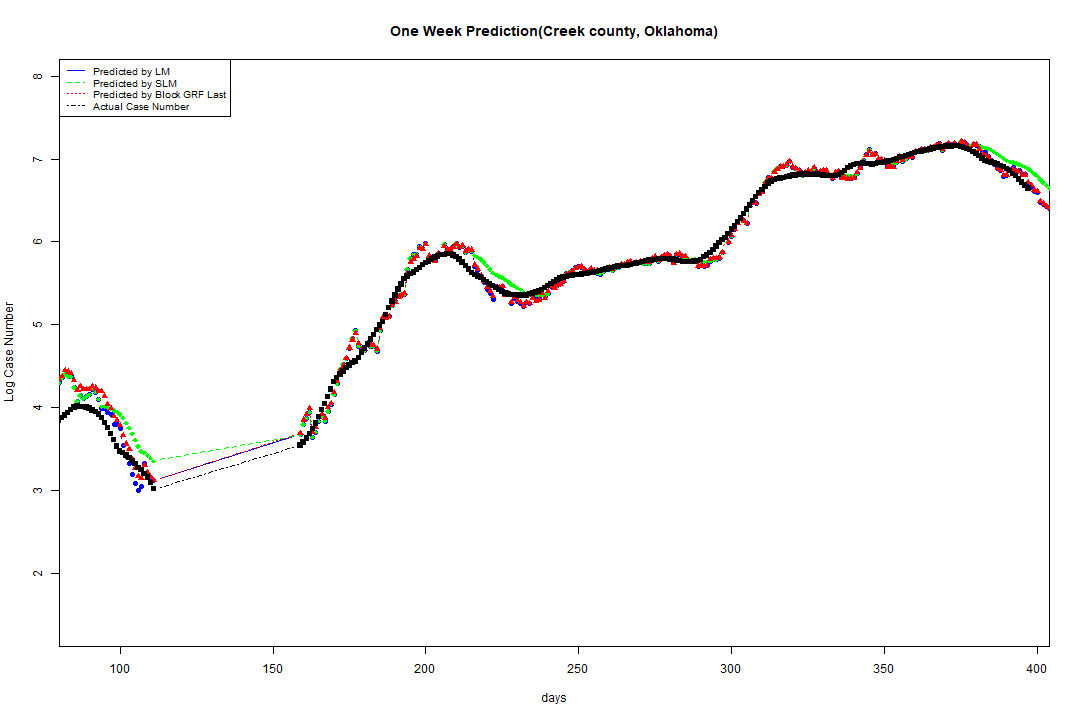 One Week Prediction(Creek county, Oklahoma)
Predicted by LM
Predicted by SLM
Predicted by Block GRF Last
Actual Case Number
8
7
6
5
4
3
2
Log Case Number
100 150 200 250 300 350 400
days